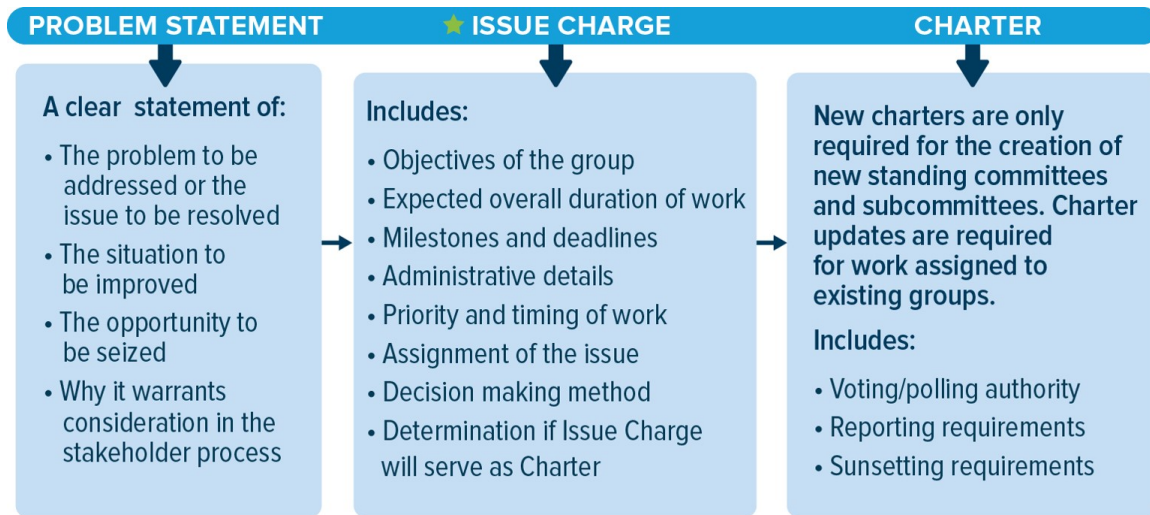 PROBLEM STATEMENT
ISSUE CHARGE
CHARTER
A clear statement of:
• The problem to be
addressed or the
issue to be resolved
• The situation to
be improved
• The opportunity to
be seized
• Why it warrants
consideration in the
stakeholder process
Includes:
• Objectives of the group
• Expected overall duration of work
• Milestones and deadlines
• Administrative details
• Priority and timing of work
• Assignment of the issue
• Decision making method
• Determination if Issue Charge
will serve as Charter
New charters are only
required for the creation of
new standing committees
and subcommittees. Charter
updates are required
for work assigned to
existing groups.
Includes:
• Voting/polling authority
• Reporting requirements
• Sunsetting requirements